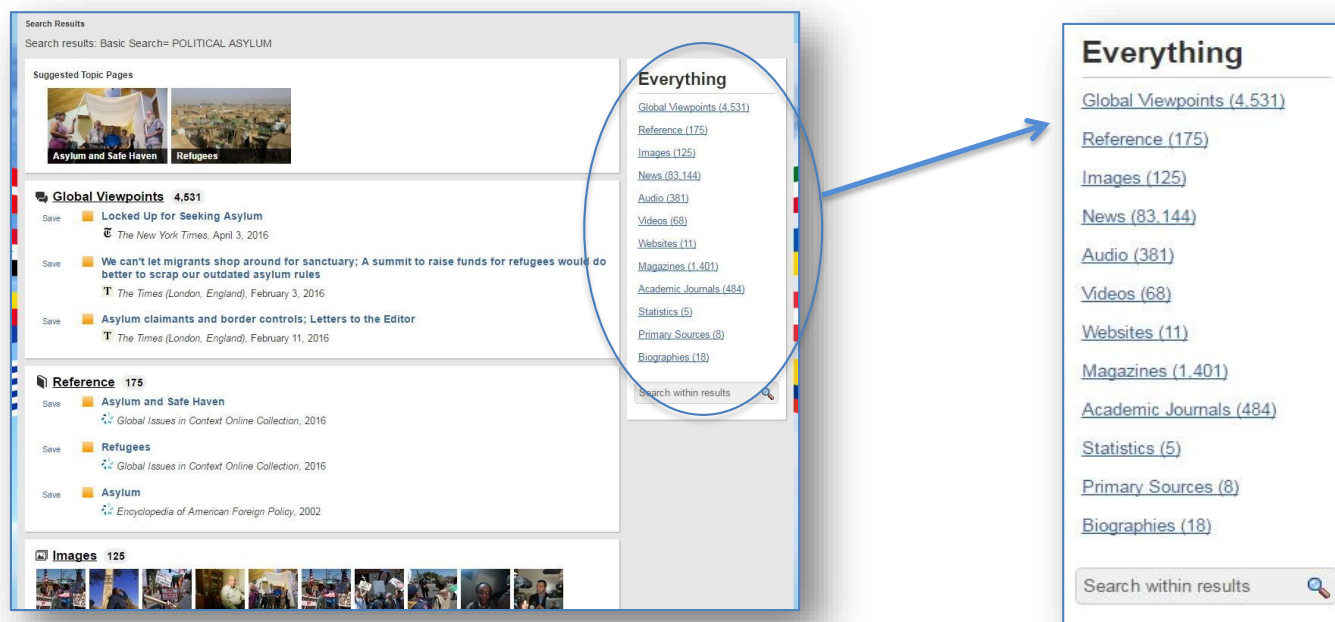 Search Results
Search results: Basic Search= POLITICAL ASYLUM
Suggested Topic Pages
Asylum and Safe Haven
Refugees
Global Viewpoints 4,531
Save Locked Up for Seeking Asylum
The New York Times, April 3, 2016
Save We can't let migrants shop around for sanctuary; A summit to raise funds for refugees would do
better to scrap our outdated asylum rules
T The Times (London, England), February 3, 2016
Save Asylum claimants and border controls; Letters to the Editor
T The Times (London, England), February 11, 2016
Reference 175
Save Asylum and Safe Haven
Global Issues in Context Online Collection, 2016
Save Refugees
Global Issues in Context Online Collection, 2016
Save Asylum
Encyclopedia of American Foreign Policy, 2002
Images 125
Everything
Global Viewpoints (4,531)
Reference (175)
Images (125)
News (83,144)
Audio (381)
Videos (68)
Websites (11)
Magazines (1,401)
Academic Journals (484)
Statistics (5)
Primary Sources (8)
Biographies (18)
Search within results
Everything
Global Viewpoints (4,531)
Reference (175)
Images (125)
News (83,144)
Audio (381)
Videos (68)
Websites (11)
Magazines (1,401)
Academic Journals (484)
Statistics (5)
Primary Sources (8)
Biographies (18)
Search within results